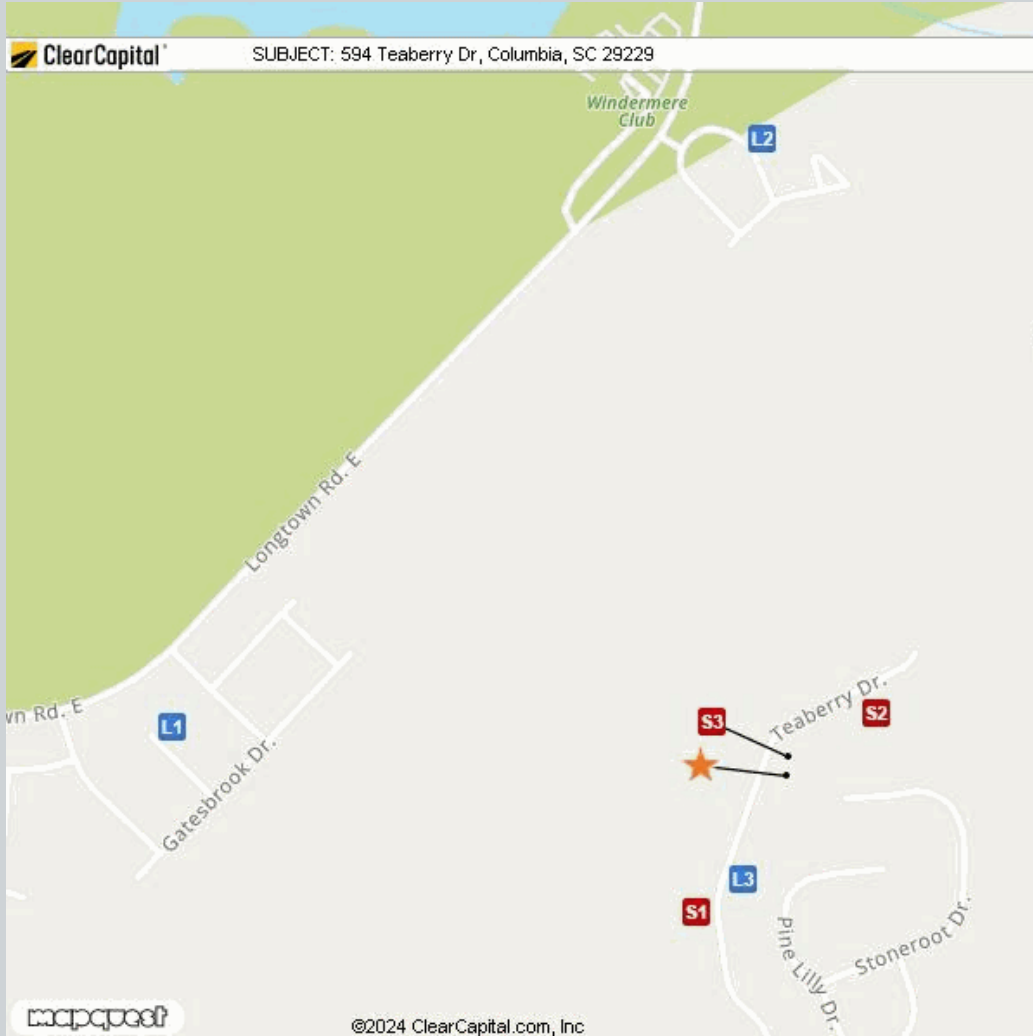 ClearCapital
SUBJECT: 594 Teaberry Dr, Columbia, SC 29229
Windermere
Club
L2
Longtown Rd. E
wn Rd. E
L1
Gatesbrook Dr.
S3
Teaberry Dr.
S2
L3
S1
Pine Lilly Dr.
Stoneroot Dr.
mapquest
©2024 ClearCapital.com, Inc